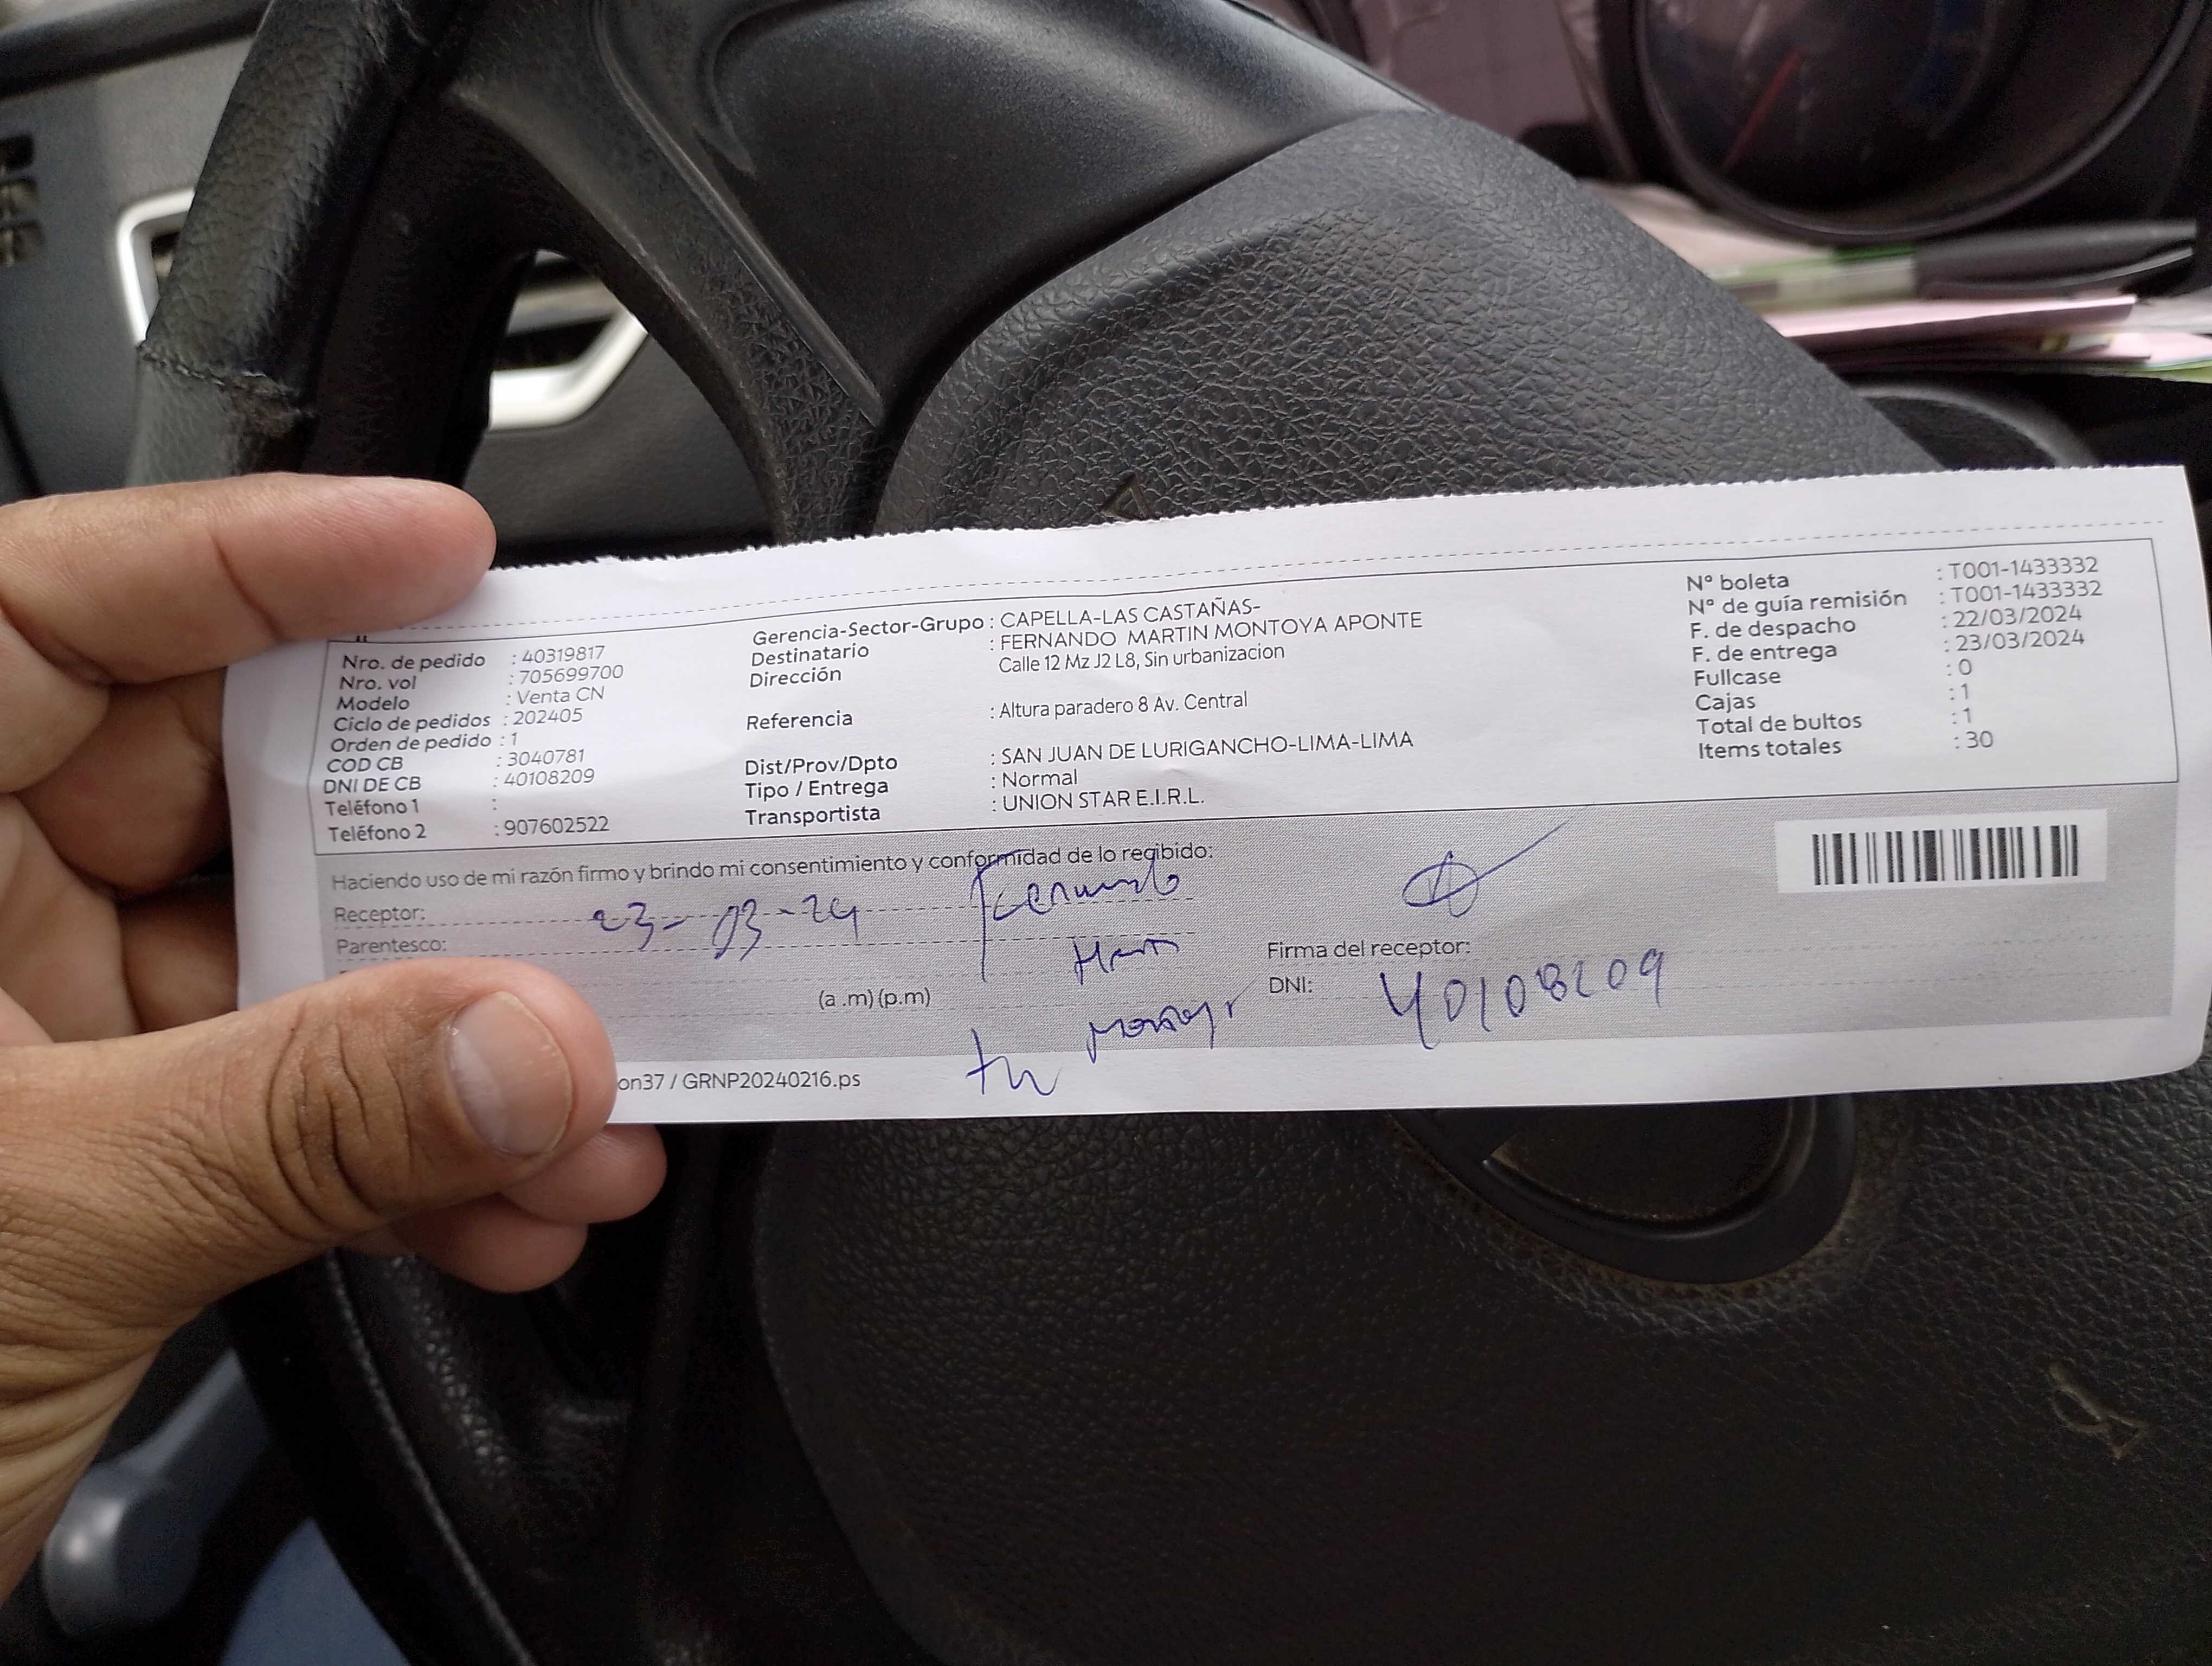 Nro. de pedido : 40319817
Nro. vol : 705699700
Modelo : Venta CN
Ciclo de pedidos : 202405
Orden de pedido : 1
COD CB : 3040781
DNI DE CB : 40108209
Teléfono 1 :
Teléfono 2 : 907602522
Gerencia-Sector-Grupo : CAPELLA-LAS CASTAÑAS-
Destinatario : FERNANDO MARTIN MONTOYA APONTE
Dirección Calle 12 Mz J2 L8, Sin urbanizacion
Referencia : Altura paradero 8 Av. Central
Dist/Prov/Dpto : SAN JUAN DE LURIGANCHO-LIMA-LIMA
Tipo / Entrega : Normal
Transportista : UNION STAR E.I.R.L.
N° boleta : T001-1433332
N° de guía remisión : T001-1433332
F. de despacho : 22/03/2024
F. de entrega : 23/03/2024
Fullcase : 0
Cajas : 1
Total de bultos : 1
Items totales : 30
Haciendo uso de mi razón firmo y brindo mi consentimiento y conformidad de lo recibido:
Receptor: 23-03-24
Parentesco:
(a .m) (p.m)
Firma del receptor:
DNI: 40108209
on37 / GRNP20240216.ps